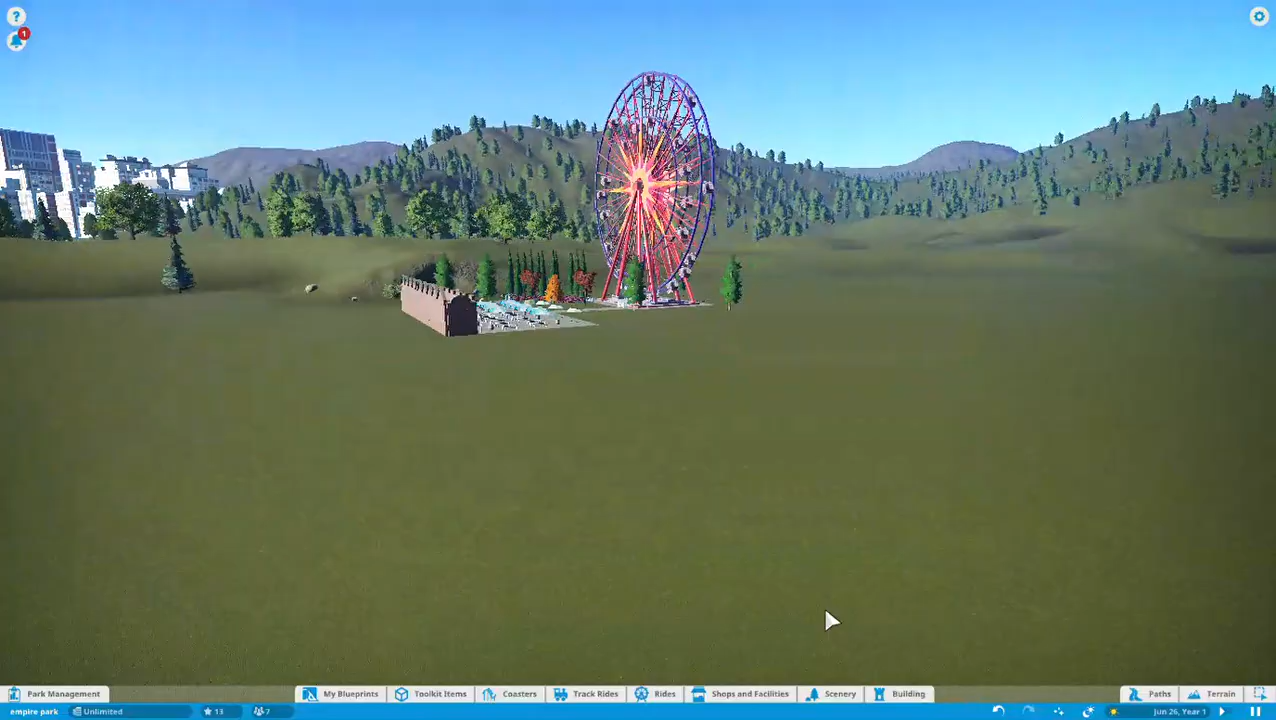 ?
1
Park Management
My Blueprints
Toolkit Items
Coasters
Track Rides
Rides
Shops and Facilities
Scenery
Building
Paths
Terrain
empire park
Unlimited
13
7
Jun 26, Year 1